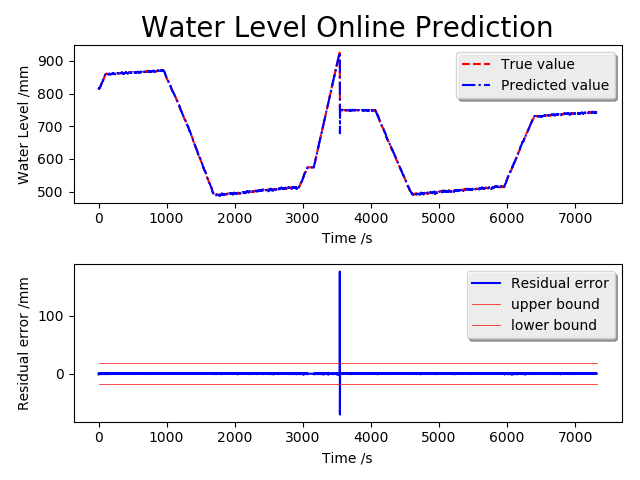 Water Level Online Prediction
Water Level /mm
900
800
700
600
500
True value
Predicted value
0 1000 2000 3000 4000 5000 6000 7000
Time /s
Residual error /mm
100
0
Residual error
upper bound
lower bound
0 1000 2000 3000 4000 5000 6000 7000
Time /s